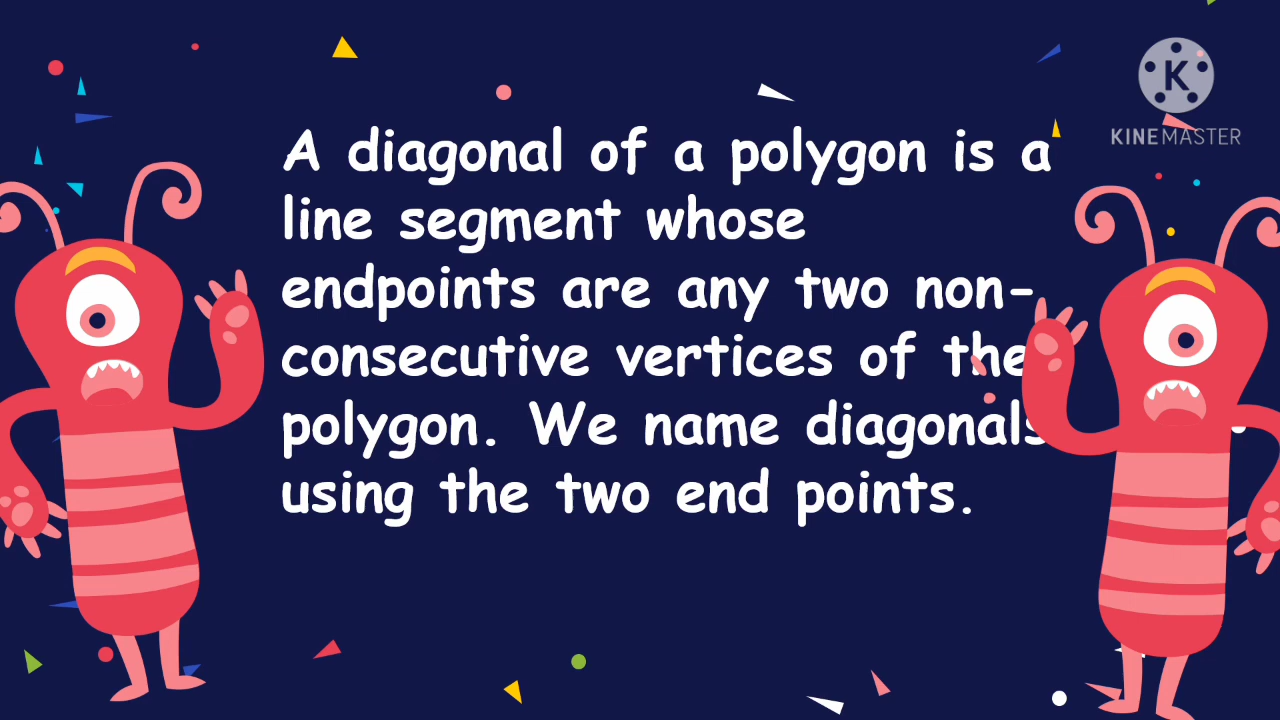 A diagonal of a polygon is a
line segment whose
endpoints are any two non-
consecutive vertices of the
polygon. We name diagonals
using the two end points.
K
KINEMASTER